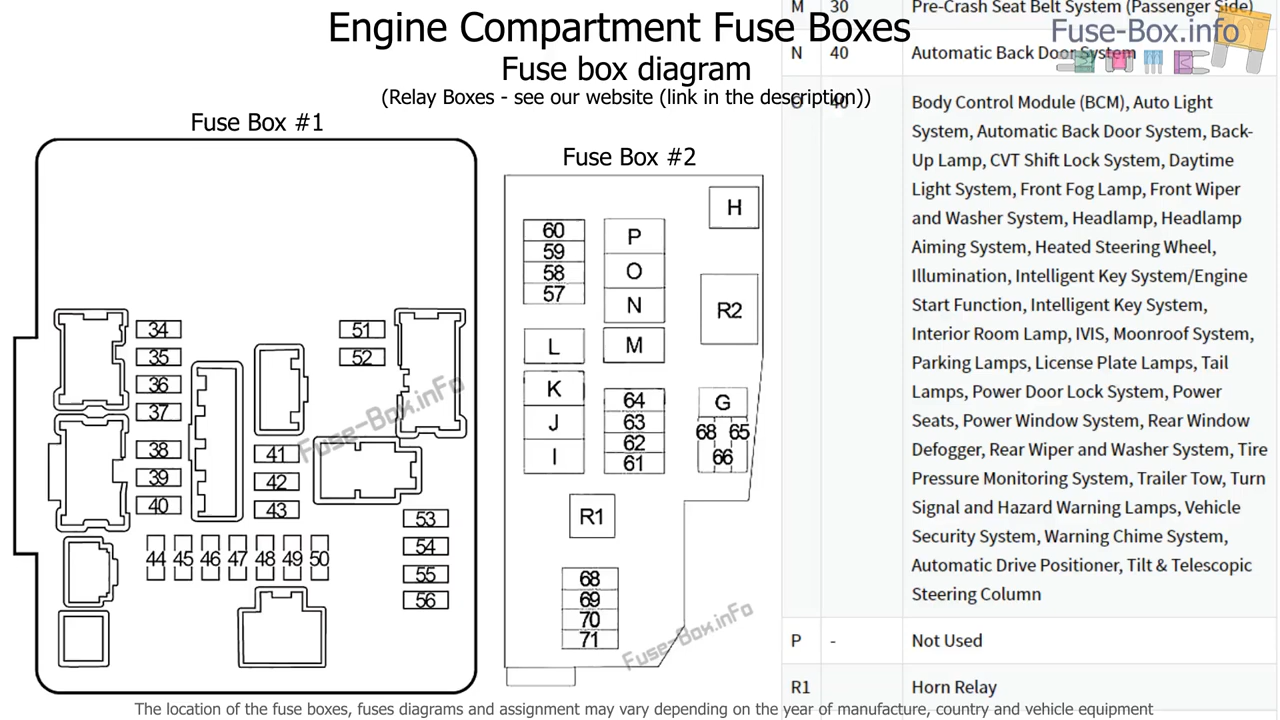 Engine Compartment Fuse Boxes
Fuse box diagram
(Relay Boxes - see our website (link in the description))
Fuse Box #1
34
35
36
37
38
39
40
41
42
43
44 45 46 47 48 49 50
51
52
53
54
55
56
Fuse-Box.inFo
Fuse Box #2
H
60
59
58
57
P
O
N
R2
L
M
K
J
I
64
63
62
61
G
68 65
66
R1
68
69
70
71
Fuse-Box.inFo
M 30 Pre-Crash Seat Belt System (Passenger Side)
Fuse-Box.info
N 40 Automatic Back Door System
O 40 Body Control Module (BCM), Auto Light
System, Automatic Back Door System, Back-
Up Lamp, CVT Shift Lock System, Daytime
Light System, Front Fog Lamp, Front Wiper
and Washer System, Headlamp, Headlamp
Aiming System, Heated Steering Wheel,
Illumination, Intelligent Key System/Engine
Start Function, Intelligent Key System,
Interior Room Lamp, IVIS, Moonroof System,
Parking Lamps, License Plate Lamps, Tail
Lamps, Power Door Lock System, Power
Seats, Power Window System, Rear Window
Defogger, Rear Wiper and Washer System, Tire
Pressure Monitoring System, Trailer Tow, Turn
Signal and Hazard Warning Lamps, Vehicle
Security System, Warning Chime System,
Automatic Drive Positioner, Tilt & Telescopic
Steering Column
P - Not Used
R1 Horn Relay
The location of the fuse boxes, fuses diagrams and assignment may vary depending on the year of manufacture, country and vehicle equipment